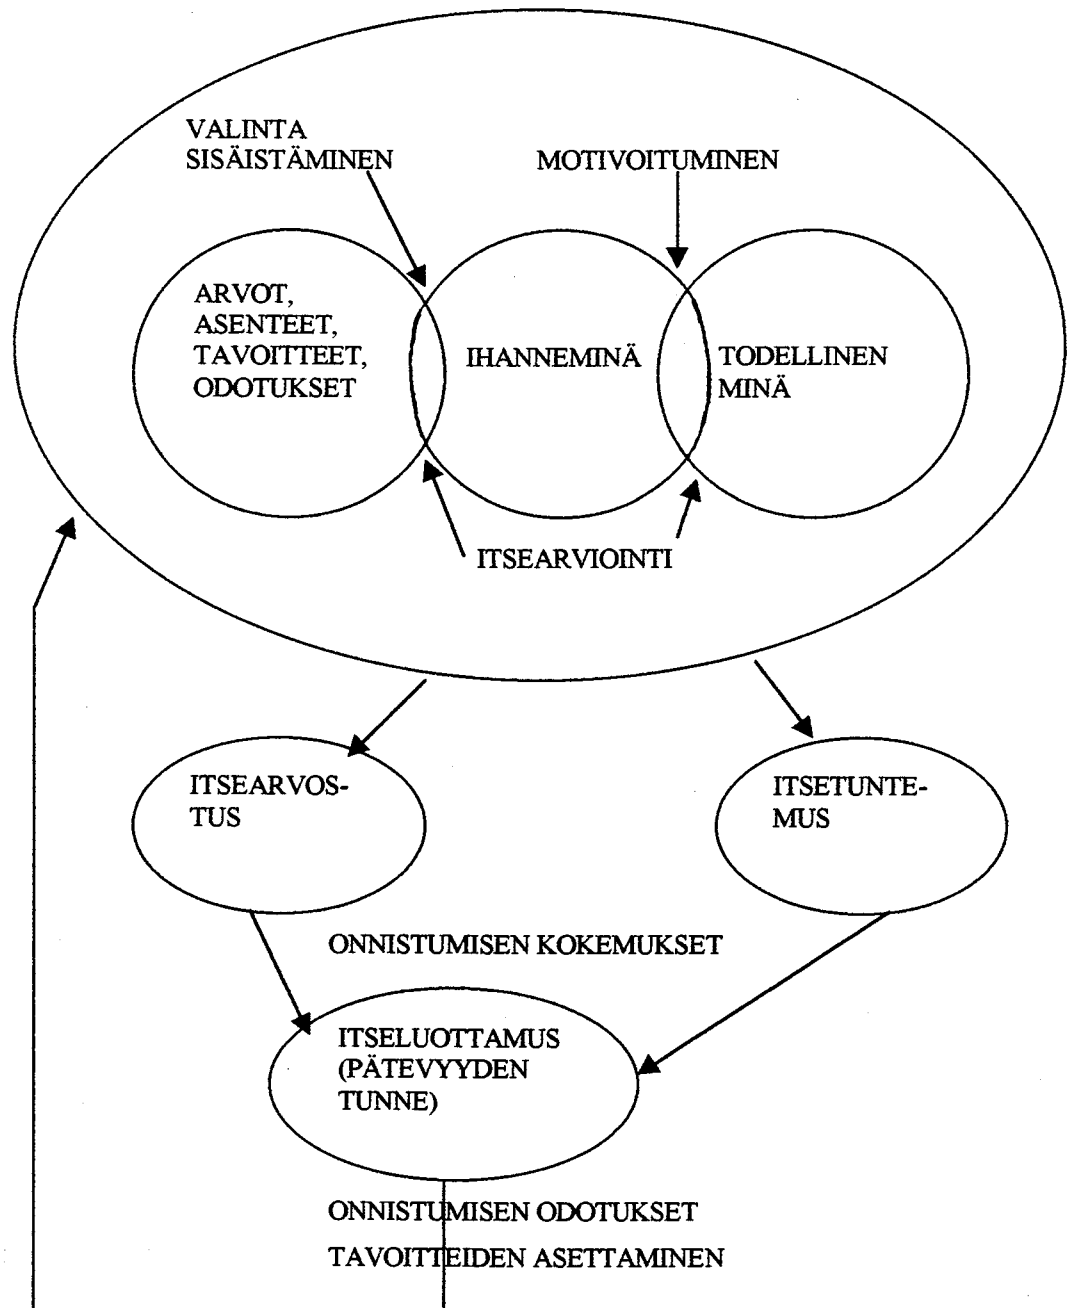 VALINTA
SISÄISTÄMINEN
MOTIVOITUMINEN
ARVOT,
ASENTEET,
TAVOITTEET,
ODOTUKSET
IHANNEMINÄ
TODELLINEN
MINÄ
ITSEARVIOINTI
ITSEARVOS-
TUS
ITSETUNTE-
MUS
ONNISTUMISEN KOKEMUKSET
ITSELUOTTAMUS
(PÄTEVYYDEN
TUNNE)
ONNISTUMISEN ODOTUKSET
TAVOITTEIDEN ASETTAMINEN